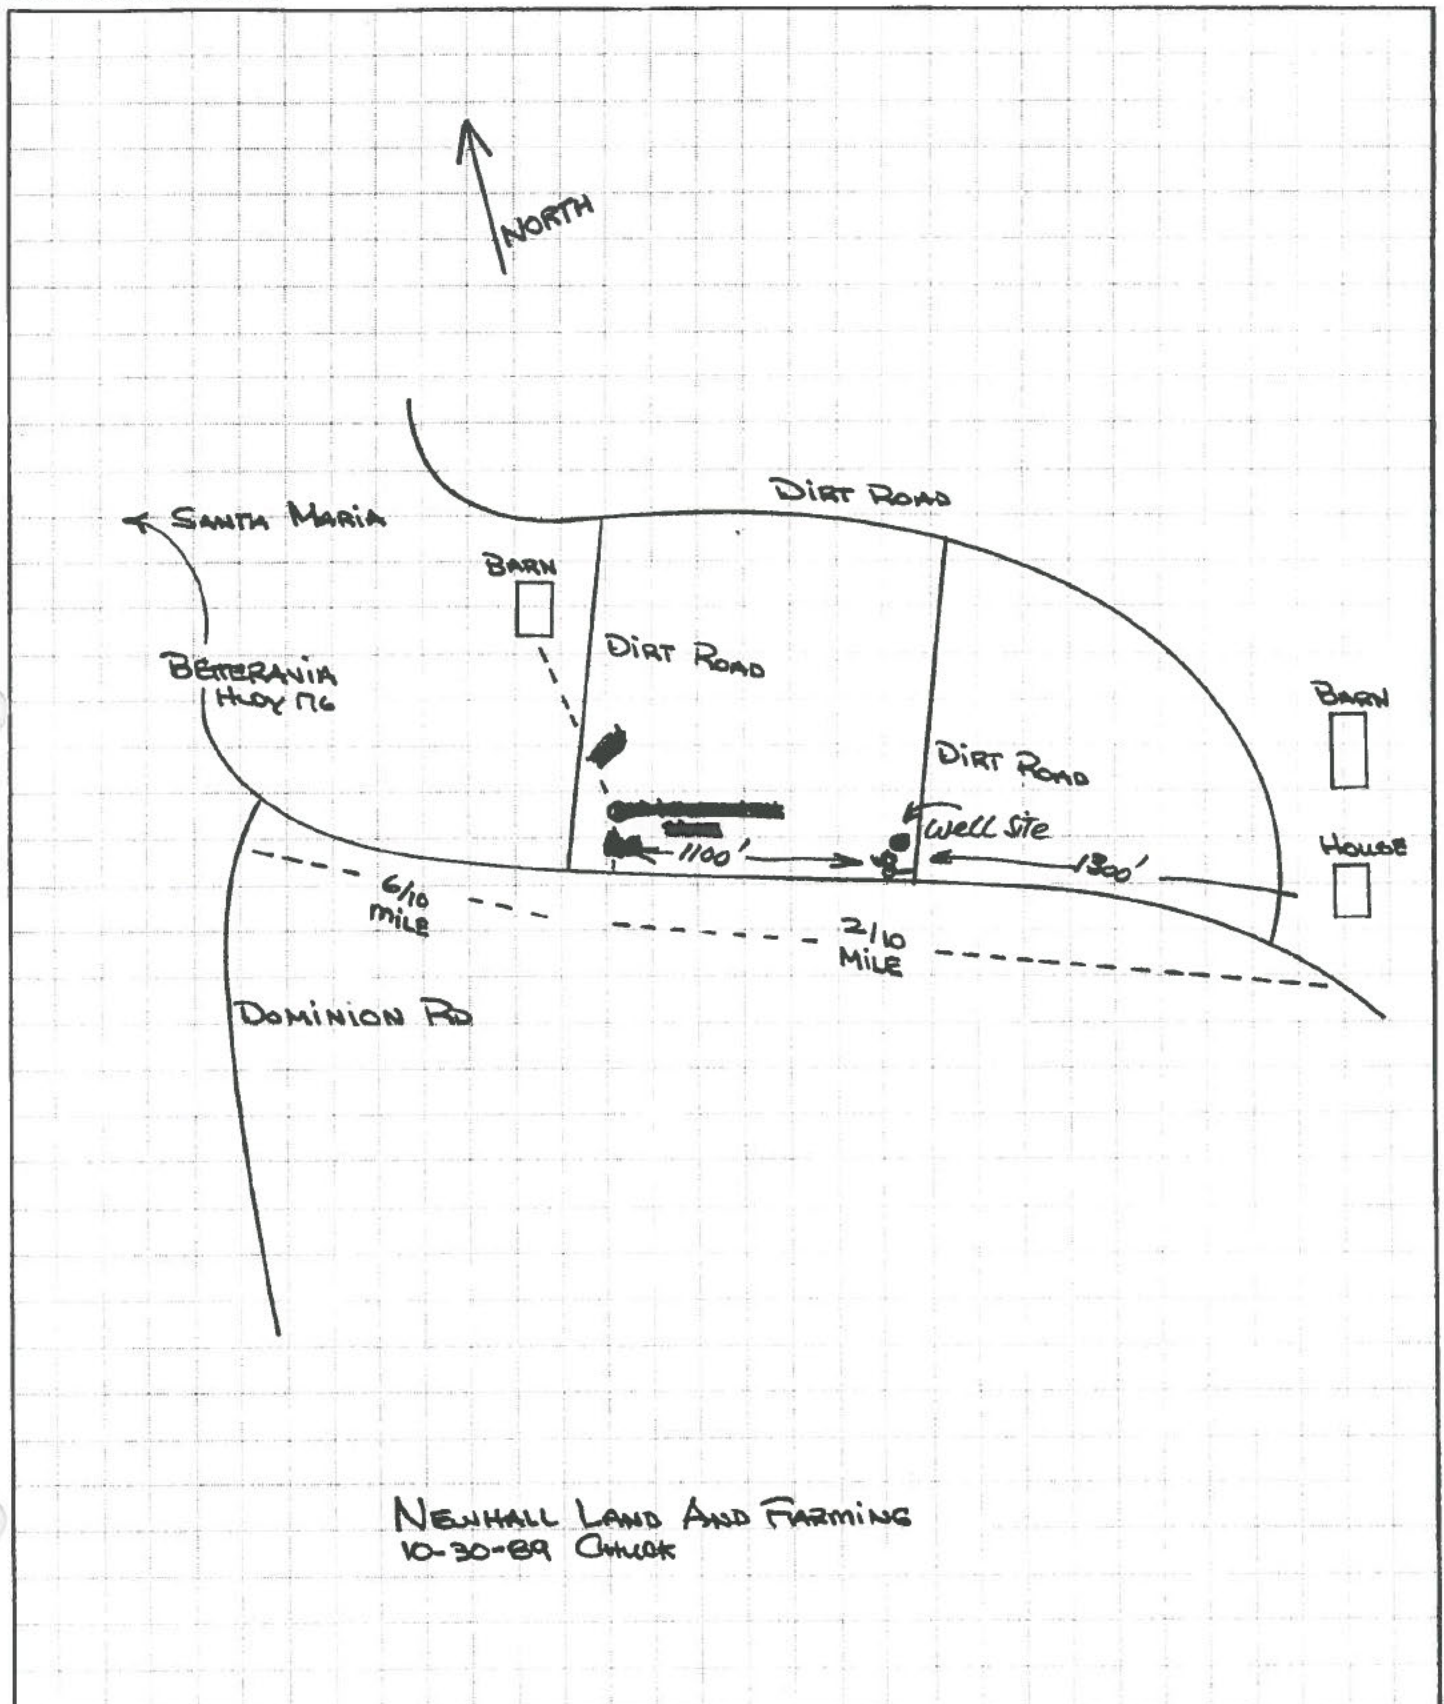 NORTH
DIRT ROAD
SANTA MARIA
BARN
DIRT ROAD
BETTERAVIA
HWY 176
BARN
DIRT ROAD
WELL SITE
HOUSE
1100'
1300'
6/10
MILE
2/10
MILE
DOMINION RD
NEWHALL LAND AND FARMING
10-30-89 CHUCK